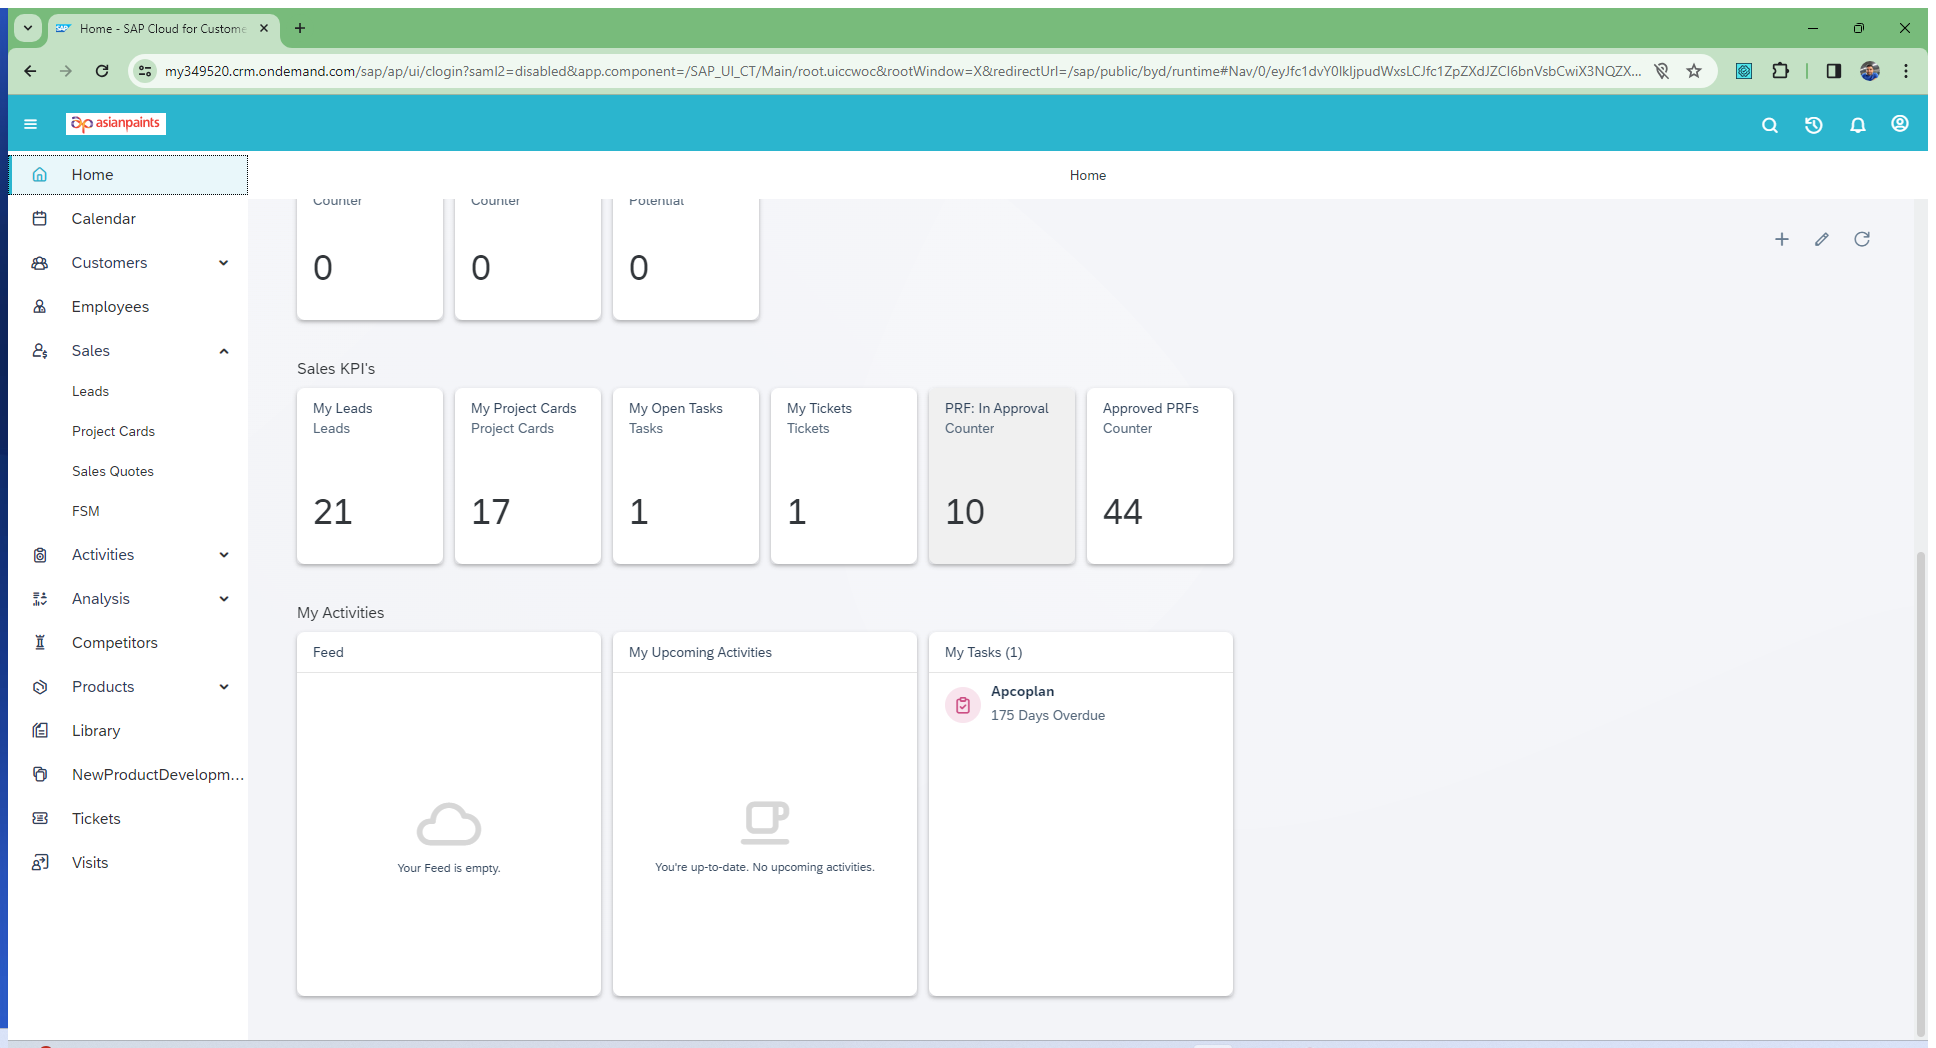 Home - SAP Cloud for Custome
my349520.crm.ondemand.com/sap/ap/ui/clogin?saml2=disabled&app.component=/SAP_UI_CT/Main/root.uiccwoc&rootWindow=X&redirectUrl=/sap/public/byd/runtime#Nav/0/eyJfc1dvY0lkIjpudWxsLCJfc1ZpZXdJZCI6bnVsbCwiX3NQZX...
ap asianpaints
Home
Calendar
Customers
Employees
Sales
Leads
Project Cards
Sales Quotes
FSM
Activities
Analysis
Competitors
Products
Library
NewProductDevelopm...
Tickets
Visits
Home
Counter
0
Counter
0
Potential
0
Sales KPI's
My Leads
Leads
21
My Project Cards
Project Cards
17
My Open Tasks
Tasks
1
My Tickets
Tickets
1
PRF: In Approval
Counter
10
Approved PRFs
Counter
44
My Activities
Feed
Your Feed is empty.
My Upcoming Activities
You're up-to-date. No upcoming activities.
My Tasks (1)
Apcoplan
175 Days Overdue